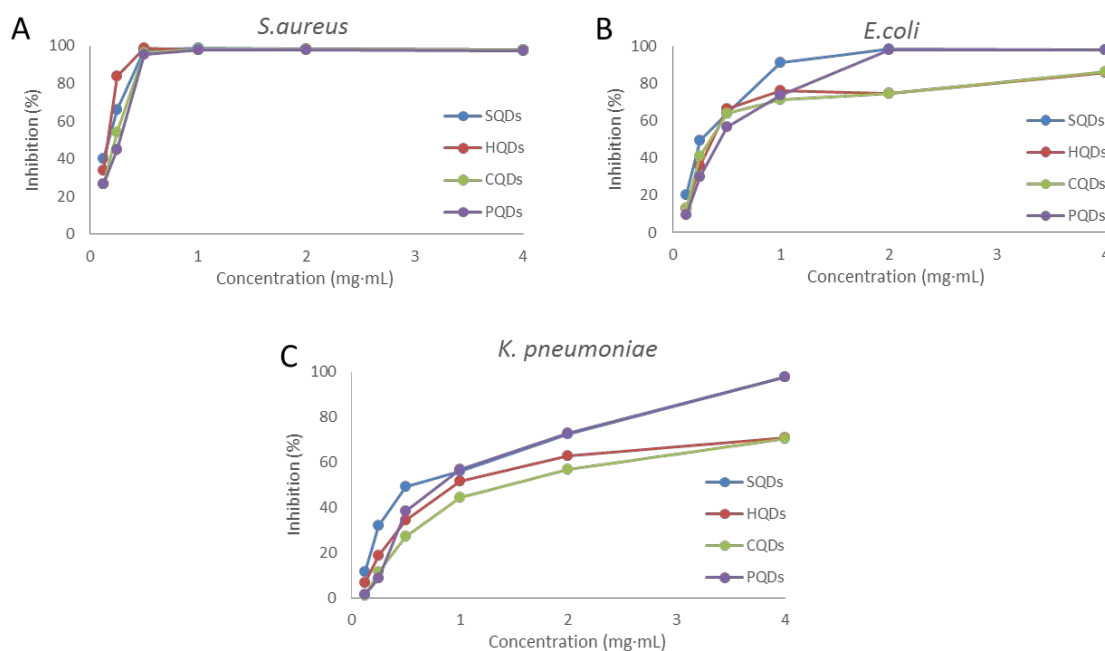 A
S.aureus
100
80
60
40
20
0
Inhibition (%)
SQDs
HQDs
CQDs
PQDs
0
1
2
3
4
Concentration (mg·mL)
B
E.coli
100
80
60
40
20
0
Inhibition (%)
SQDs
HQDs
CQDs
PQDs
0
1
2
3
4
Concentration (mg·mL)
C
K. pneumoniae
100
80
60
40
20
0
Inhibition (%)
SQDs
HQDs
CQDs
PQDs
0
1
2
3
4
Concentration (mg·mL)